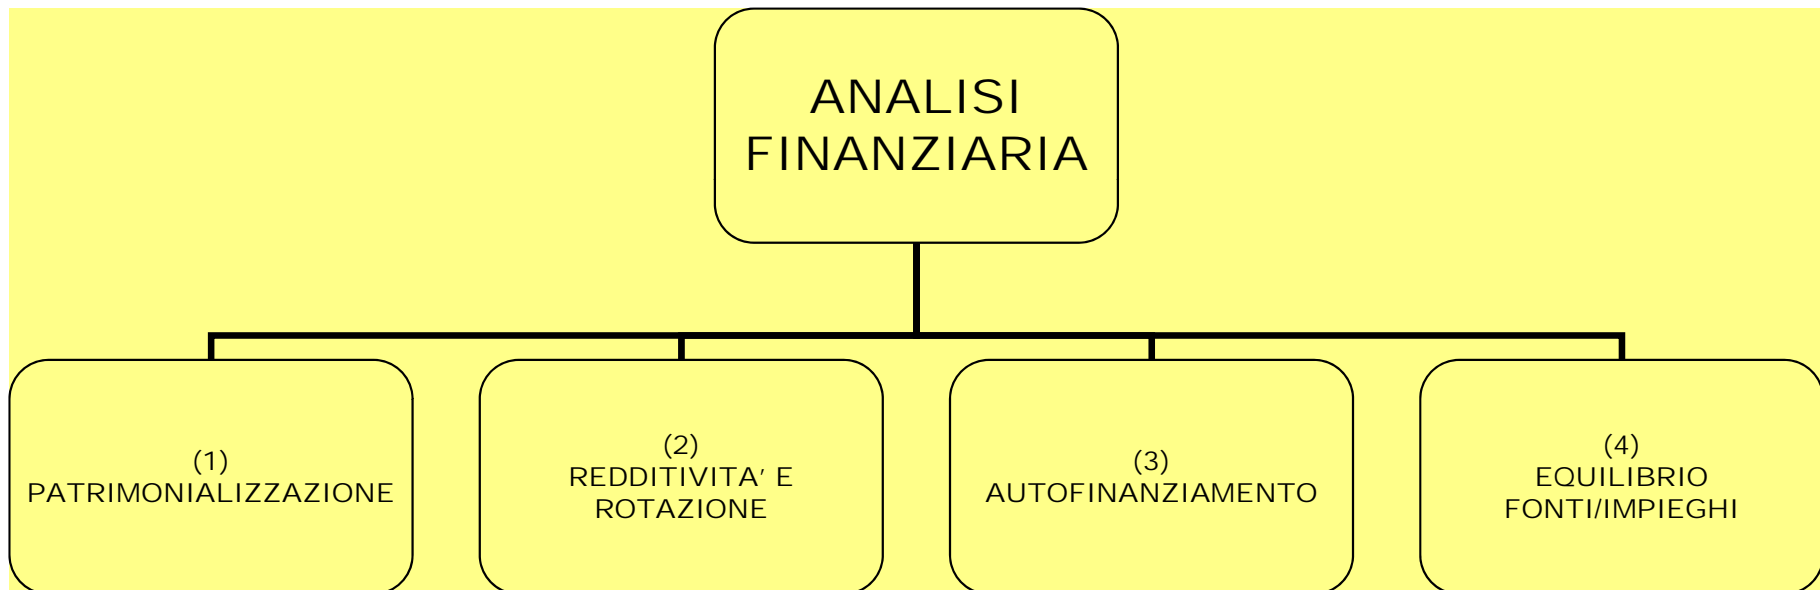 ANALISI
FINANZIARIA
(1)
PATRIMONIALIZZAZIONE
(2)
REDDITIVITA' E
ROTAZIONE
(3)
AUTOFINANZIAMENTO
(4)
EQUILIBRIO
FONTI/IMPIEGHI